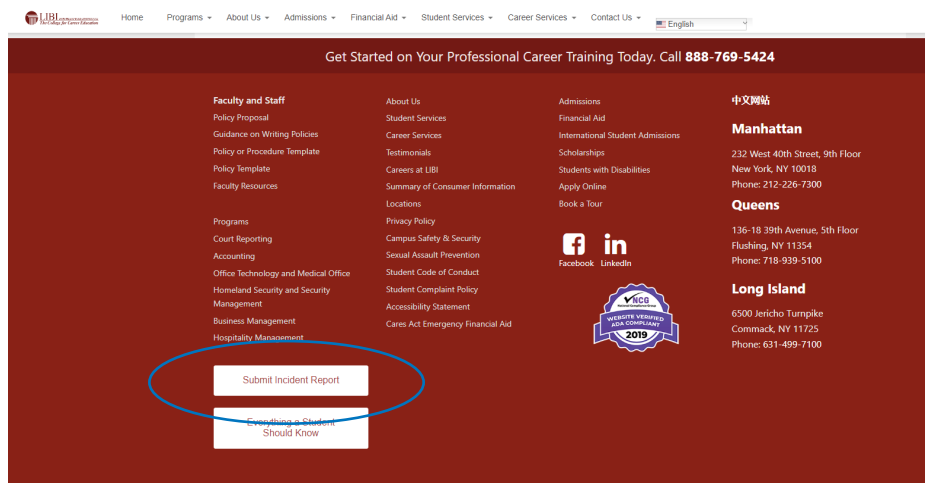 LIBI
The College for Career Education
Home Programs About Us Admissions Financial Aid Student Services Career Services Contact Us English
Get Started on Your Professional Career Training Today. Call 888-769-5424
Faculty and Staff
Policy Proposal
Guidance on Writing Policies
Policy or Procedure Template
Policy Template
Faculty Resources
Programs
Court Reporting
Accounting
Office Technology and Medical Office
Homeland Security and Security
Management
Business Management
Hospitality Management
Submit Incident Report
Everything a Student
Should Know
About Us
Student Services
Career Services
Testimonials
Careers at LIBI
Summary of Consumer Information
Locations
Privacy Policy
Campus Safety & Security
Sexual Assault Prevention
Student Code of Conduct
Student Complaint Policy
Accessibility Statement
Cares Act Emergency Financial Aid
Admissions
Financial Aid
International Student Admissions
Scholarships
Students with Disabilities
Apply Online
Book a Tour
Facebook LinkedIn
NCG
WEBSITE VERIFIED
ADA COMPLIANT
2019
中文网站
Manhattan
232 West 40th Street, 9th Floor
New York, NY 10018
Phone: 212-226-7300
Queens
136-18 39th Avenue, 5th Floor
Flushing, NY 11354
Phone: 718-939-5100
Long Island
6500 Jericho Turnpike
Commack, NY 11725
Phone: 631-499-7100